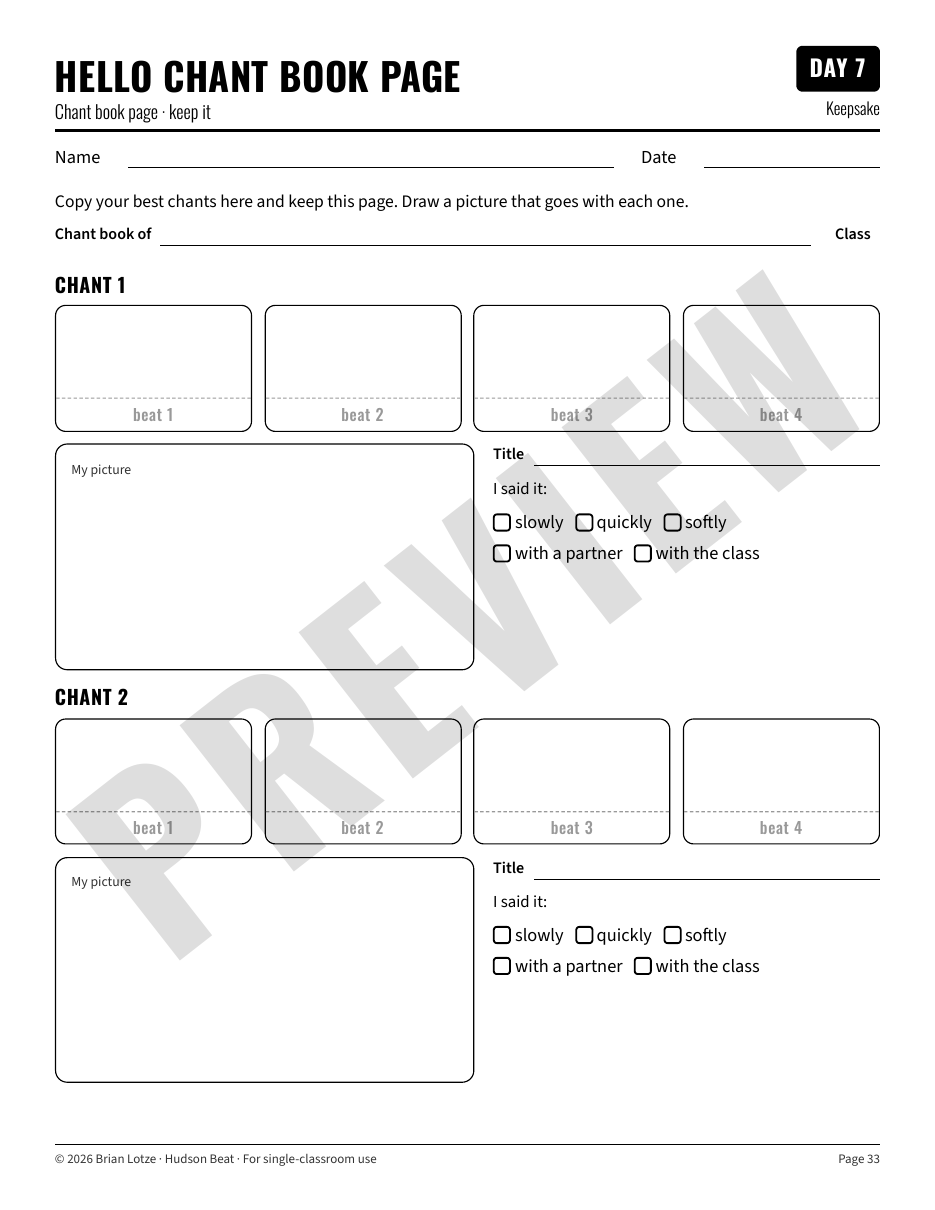 HELLO CHANT BOOK PAGE
DAY 7
Chant book page · keep it
Keepsake
Name
Date
Copy your best chants here and keep this page. Draw a picture that goes with each one.
Chant book of
Class
CHANT 1
beat 1 beat 2 beat 3 beat 4
My picture
Title
I said it:
slowly quickly softly
with a partner with the class
CHANT 2
beat 1 beat 2 beat 3 beat 4
My picture
Title
I said it:
slowly quickly softly
with a partner with the class
PREVIEW
© 2026 Brian Lotze · Hudson Beat · For single-classroom use
Page 33